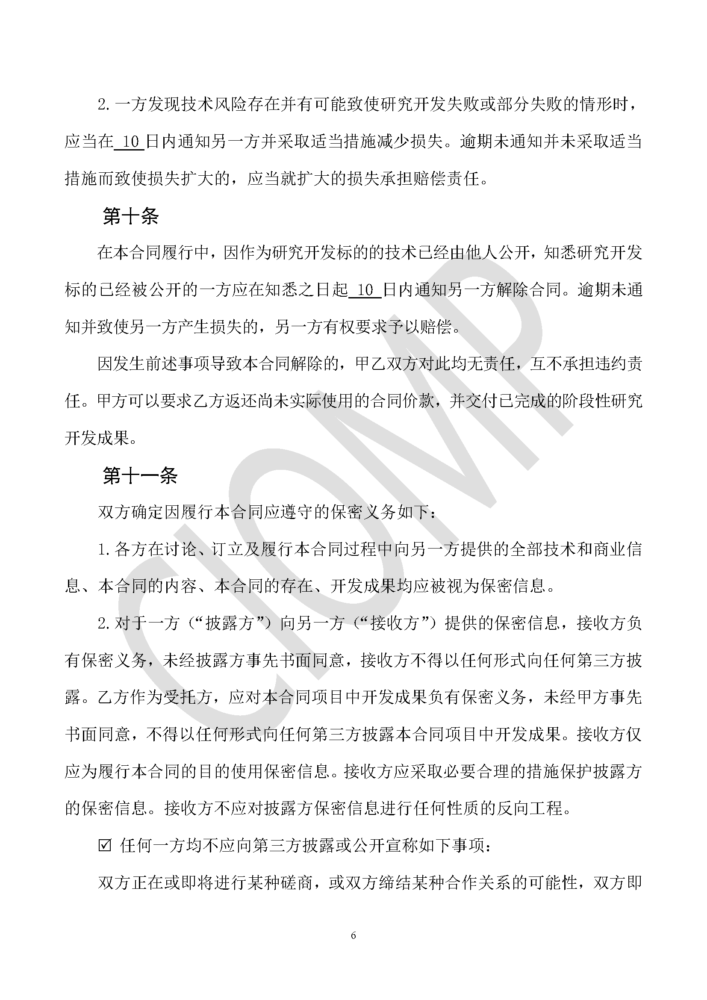 2. 一方发现技术风险存在并有可能致使研究开发失败或部分失败的情形时，
应当在 10 日内通知另一方并采取适当措施减少损失。逾期未通知并未采取适当
措施而致使损失扩大的，应当就扩大的损失承担赔偿责任。
第十条
在本合同履行中，因作为研究开发标的的技术已经由他人公开，知悉研究开发
标的已经被公开的一方应在知悉之日起 10 日内通知另一方解除合同。逾期未通
知并致使另一方产生损失的，另一方有权要求予以赔偿。
因发生前述事项导致本合同解除的，甲乙双方对此均无责任，互不承担违约责
任。甲方可以要求乙方返还尚未实际使用的合同价款，并交付已完成的阶段性研究
开发成果。
第十一条
双方确定因履行本合同应遵守的保密义务如下：
1. 各方在讨论、订立及履行本合同过程中向另一方提供的全部技术和商业信
息、本合同的内容、本合同的存在、开发成果均应被视为保密信息。
2. 对于一方（“披露方”）向另一方（“接收方”）提供的保密信息，接收方负
有保密义务，未经披露方事先书面同意，接收方不得以任何形式向任何第三方披
露。乙方作为受托方，应对本合同项目中开发成果负有保密义务，未经甲方事先
书面同意，不得以任何形式向任何第三方披露本合同项目中开发成果。接收方仅
应为履行本合同的目的使用保密信息。接收方应采取必要合理的措施保护披露方
的保密信息。接收方不应对披露方保密信息进行任何性质的反向工程。
☑ 任何一方均不应向第三方披露或公开宣称如下事项：
双方正在或即将进行某种磋商，或双方缔结某种合作关系的可能性，双方即
6
CIOMP